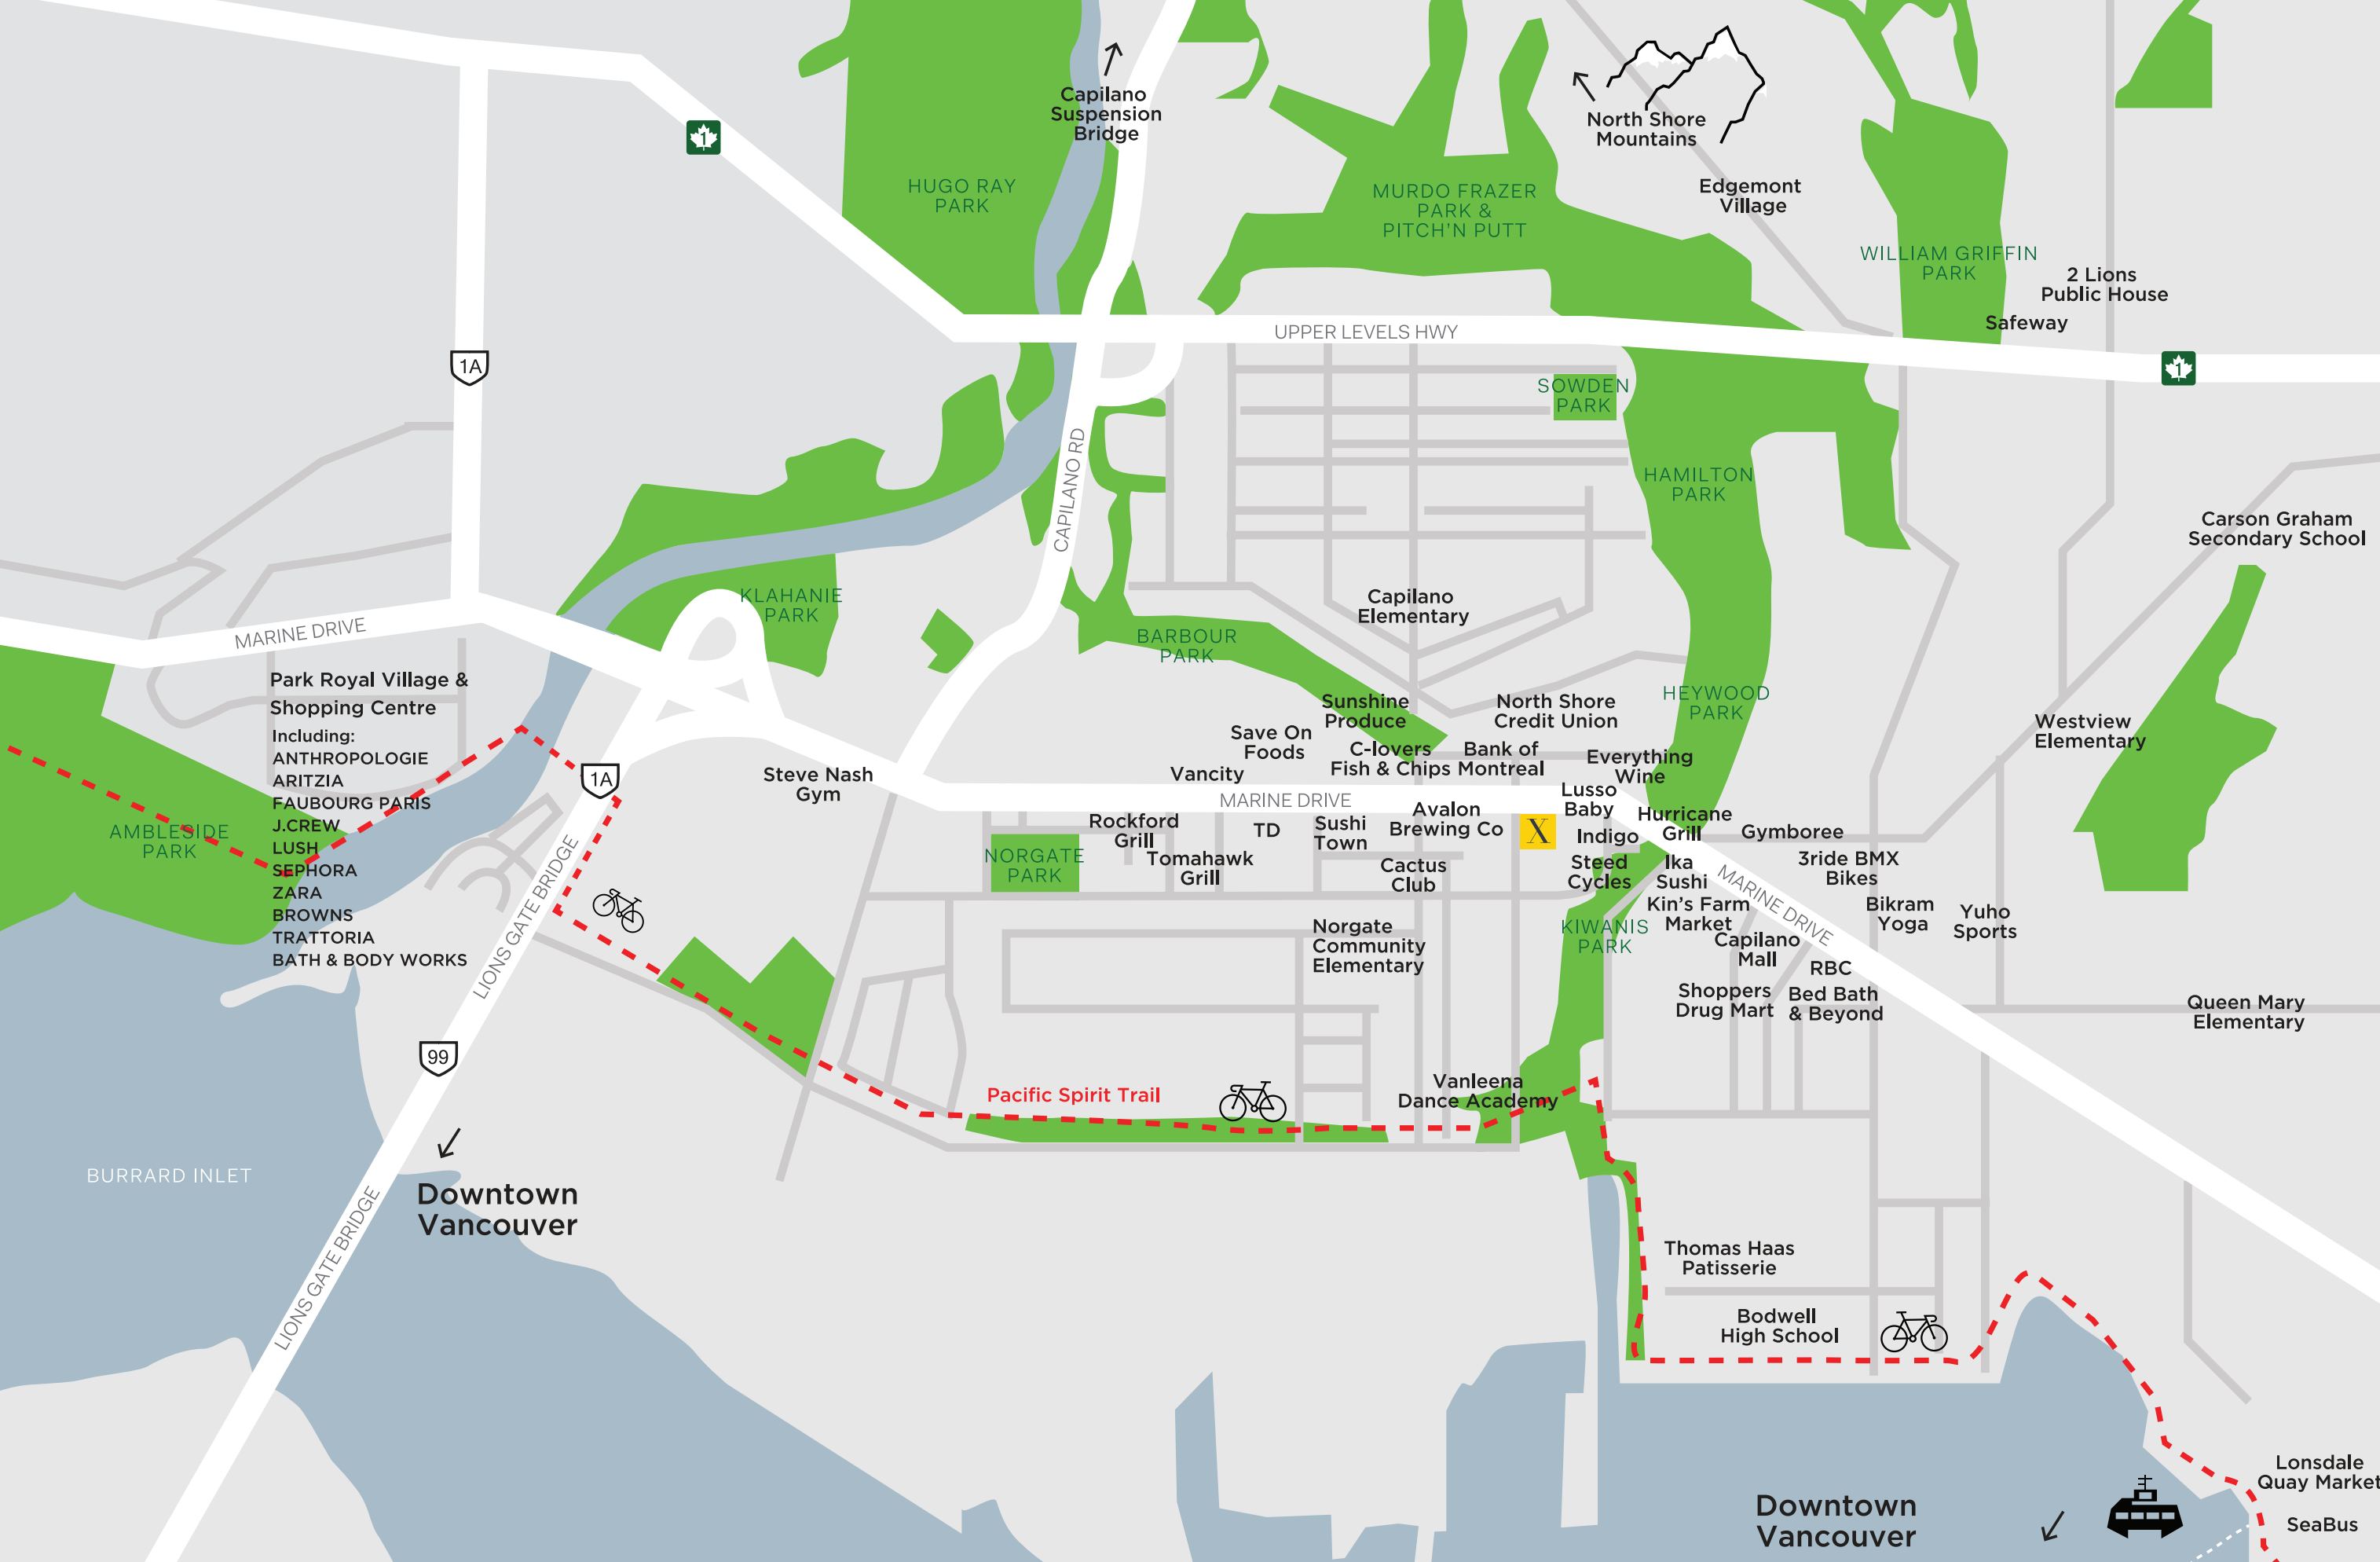 Capilano
Suspension
Bridge
North Shore
Mountains
1
HUGO RAY
PARK
MURDO FRAZER
PARK &
PITCH'N PUTT
Edgemont
Village
WILLIAM GRIFFIN
PARK
2 Lions
Public House
Safeway
UPPER LEVELS HWY
1A
1
SOWDEN
PARK
CAPILANO RD
HAMILTON
PARK
Carson Graham
Secondary School
KLAHANIE
PARK
Capilano
Elementary
MARINE DRIVE
BARBOUR
PARK
Park Royal Village &
Shopping Centre
Including:
ANTHROPOLOGIE
ARITZIA
FAUBOURG PARIS
J.CREW
LUSH
SEPHORA
ZARA
BROWNS
TRATTORIA
BATH & BODY WORKS
AMBLESIDE
PARK
1A
Steve Nash
Gym
Vancity
Save On
Foods
Sunshine
Produce
C-lovers
Fish & Chips
Bank of
Montreal
North Shore
Credit Union
HEYWOOD
PARK
Everything
Wine
Westview
Elementary
MARINE DRIVE
Lusso
Baby
Rockford
Grill
TD
Sushi
Town
Avalon
Brewing Co
X
Indigo
Hurricane
Grill
Gymboree
NORGATE
PARK
Tomahawk
Grill
Cactus
Club
Steed
Cycles
Ika
Sushi
3ride BMX
Bikes
MARINE DRIVE
Kin's Farm
Market
Bikram
Yoga
Yuho
Sports
Norgate
Community
Elementary
KIWANIS
PARK
Capilano
Mall
RBC
Shoppers
Drug Mart
Bed Bath
& Beyond
Queen Mary
Elementary
LIONS GATE BRIDGE
99
Pacific Spirit Trail
Vanleena
Dance Academy
BURRARD INLET
Downtown
Vancouver
LIONS GATE BRIDGE
Thomas Haas
Patisserie
Bodwell
High School
Lonsdale
Quay Market
Downtown
Vancouver
SeaBus